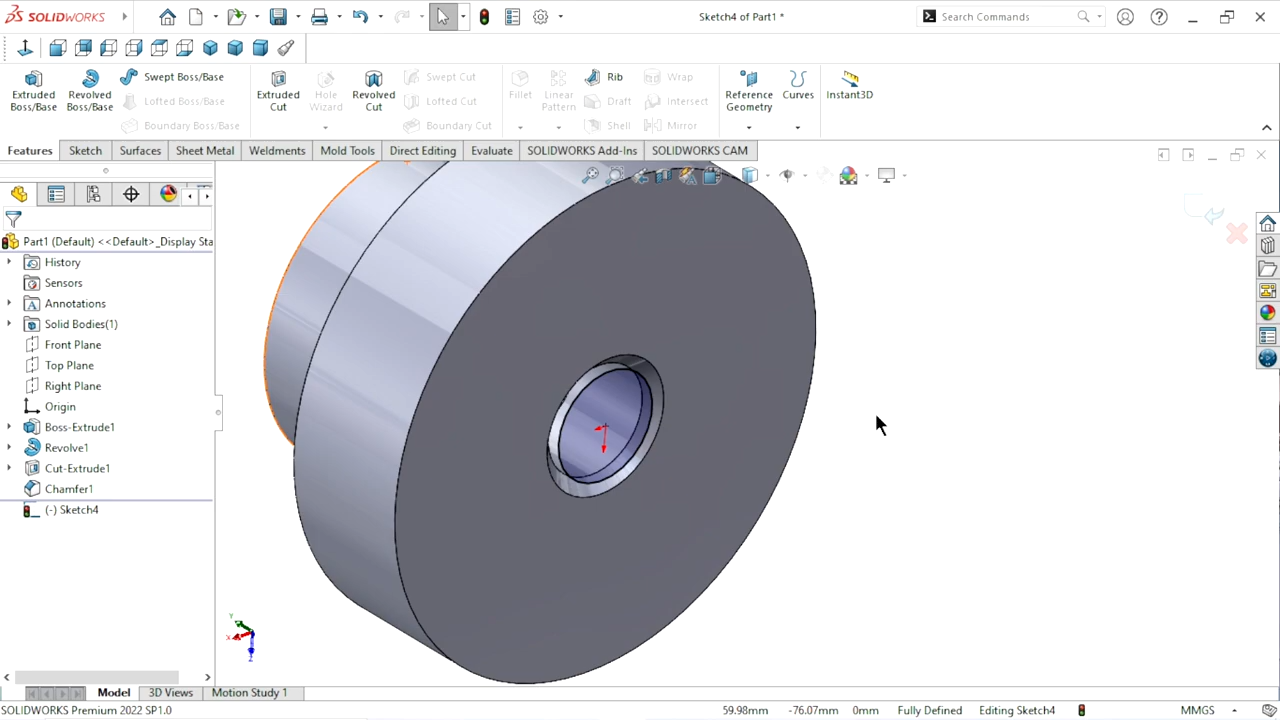 SOLIDWORKS
Sketch4 of Part1 *
Search Commands
Extruded Boss/Base
Revolved Boss/Base
Swept Boss/Base
Lofted Boss/Base
Boundary Boss/Base
Extruded Cut
Hole Wizard
Revolved Cut
Swept Cut
Lofted Cut
Boundary Cut
Fillet
Linear Pattern
Rib
Draft
Shell
Wrap
Intersect
Mirror
Reference Geometry
Curves
Instant3D
Features
Sketch
Surfaces
Sheet Metal
Weldments
Mold Tools
Direct Editing
Evaluate
SOLIDWORKS Add-Ins
SOLIDWORKS CAM
Part1 (Default) <<Default>_Display Sta
History
Sensors
Annotations
Solid Bodies(1)
Front Plane
Top Plane
Right Plane
Origin
Boss-Extrude1
Revolve1
Cut-Extrude1
Chamfer1
(-) Sketch4
Y
X
Z
Model
3D Views
Motion Study 1
SOLIDWORKS Premium 2022 SP1.0
59.98mm
-76.07mm
0mm
Fully Defined
Editing Sketch4
MMGS